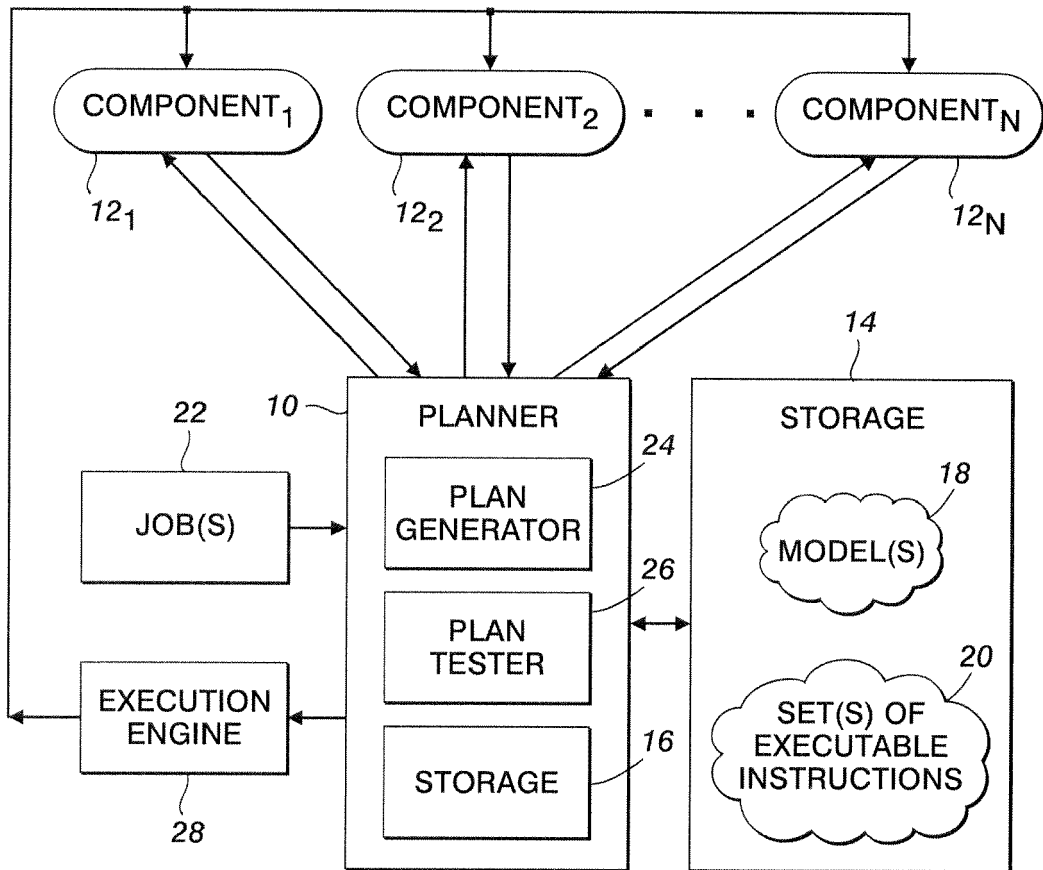 COMPONENT1
COMPONENT2
COMPONENTN
121
122
12N
14
22
10
PLANNER
STORAGE
24
18
PLAN
GENERATOR
JOB(S)
MODEL(S)
26
PLAN
TESTER
20
EXECUTION
ENGINE
SET(S) OF
EXECUTABLE
INSTRUCTIONS
16
STORAGE
28